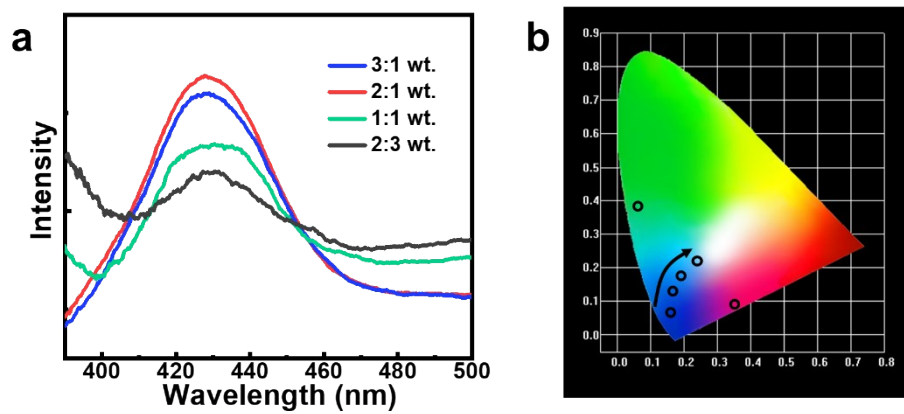 a
3:1 wt.
2:1 wt.
1:1 wt.
2:3 wt.
Intensity
400 420 440 460 480 500
Wavelength (nm)
b
0.9
0.8
0.7
0.6
0.5
0.4
0.3
0.2
0.1
0.0
0.0 0.1 0.2 0.3 0.4 0.5 0.6 0.7 0.8